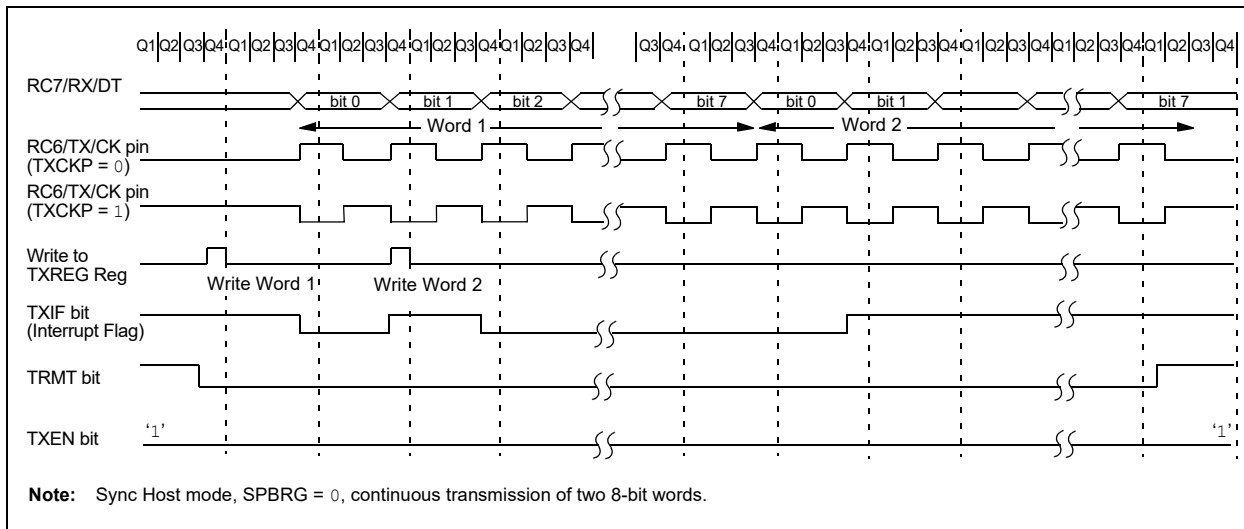 Q1 Q2 Q3 Q4 Q1 Q2 Q3 Q4 Q1 Q2 Q3 Q4 Q1 Q2 Q3 Q4 Q1 Q2 Q3 Q4 Q3 Q4 Q1 Q2 Q3 Q4 Q1 Q2 Q3 Q4 Q1 Q2 Q3 Q4 Q1 Q2 Q3 Q4 Q1 Q2 Q3 Q4 Q1 Q2 Q3 Q4
RC7/RX/DT
bit 0 bit 1 bit 2 bit 7 bit 0 bit 1 bit 7
Word 1 Word 2
RC6/TX/CK pin
(TXCKP = 0)
RC6/TX/CK pin
(TXCKP = 1)
Write to
TXREG Reg
Write Word 1 Write Word 2
TXIF bit
(Interrupt Flag)
TRMT bit
TXEN bit
‘1’ ‘1’
Note: Sync Host mode, SPBRG = 0, continuous transmission of two 8-bit words.